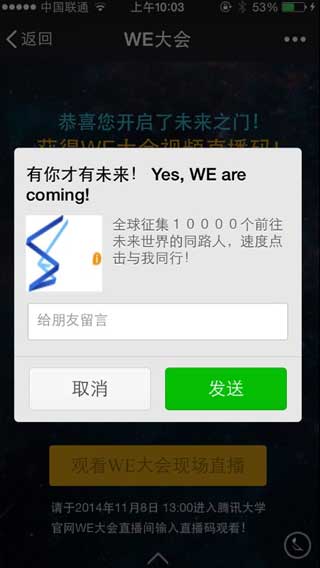 中国联通
上午10:03
53%
返回
WE大会
恭喜您开启了未来之门！
获得WE大会视频直播码！
有你才有未来！ Yes, WE are
coming!
全球征集１００００个前往
未来世界的同路人，速度点
击与我同行！
给朋友留言
取消
发送
观看WE大会现场直播
请于2014年11月8日 13:00进入腾讯大学
官网WE大会直播间输入直播码观看！